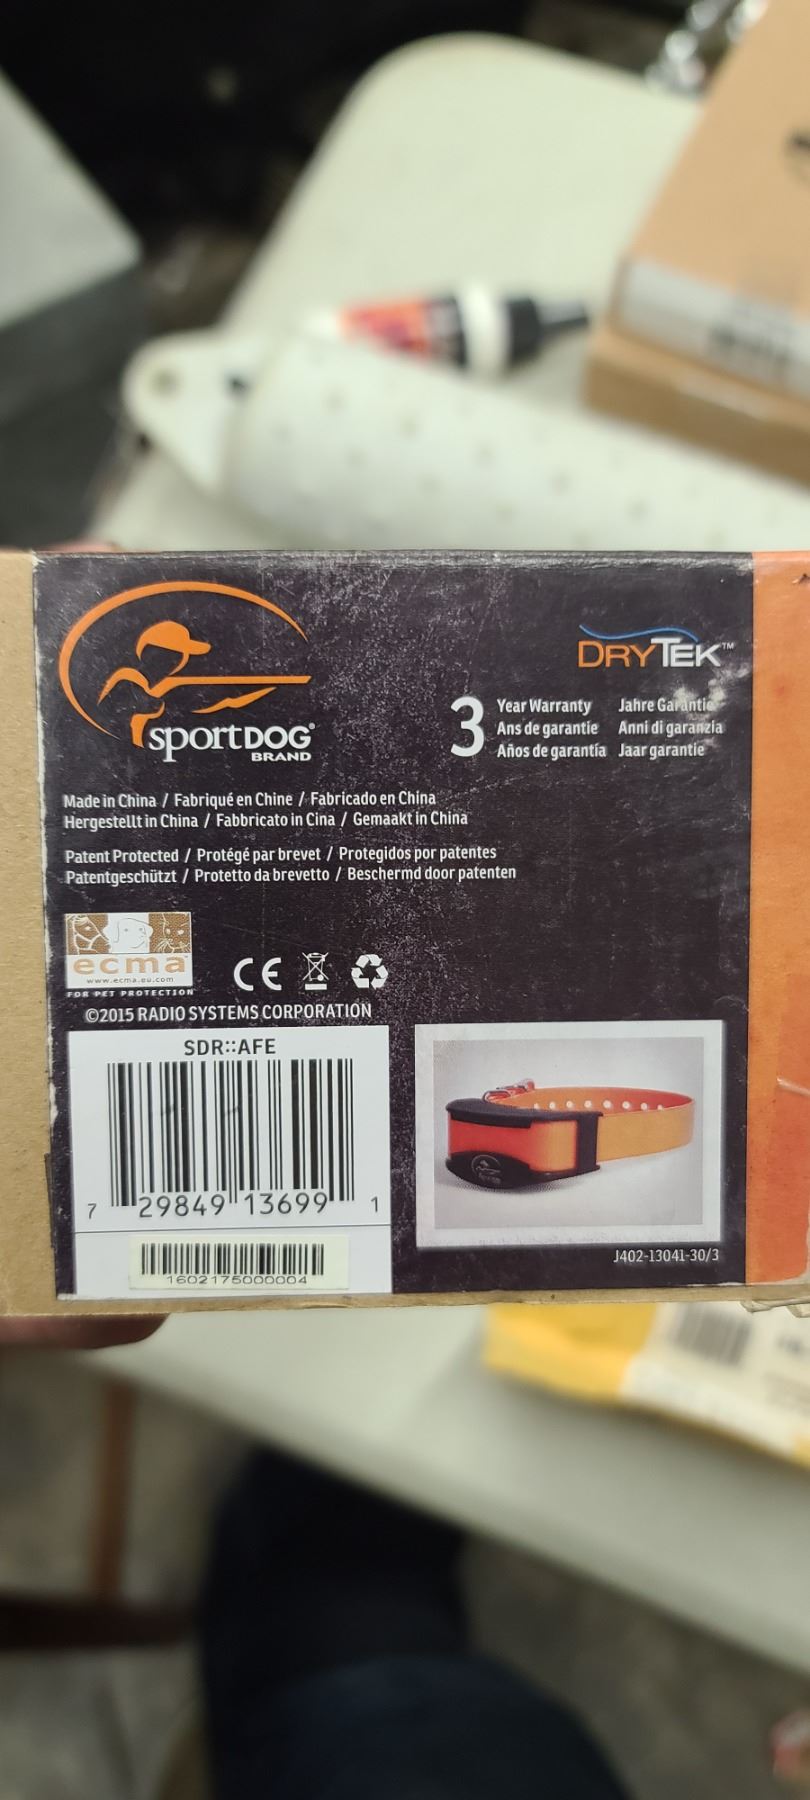 sportDOG®
BRAND
DRYTEK™
3
Year Warranty
Ans de garantie
Años de garantía
Jahre Garantie
Anni di garanzia
Jaar garantie
Made in China / Fabriqué en Chine / Fabricado en China
Hergestellt in China / Fabbricato in Cina / Gemaakt in China
Patent Protected / Protégé par brevet / Protegidos por patentes
Patentgeschützt / Protetto da brevetto / Beschermd door patenten
ecma
www.ecma.eu.com
FOR PET PROTECTION
CE
©2015 RADIO SYSTEMS CORPORATION
SDR::AFE
7 29849 13699 1
1602175000004
J402-13041-30/3